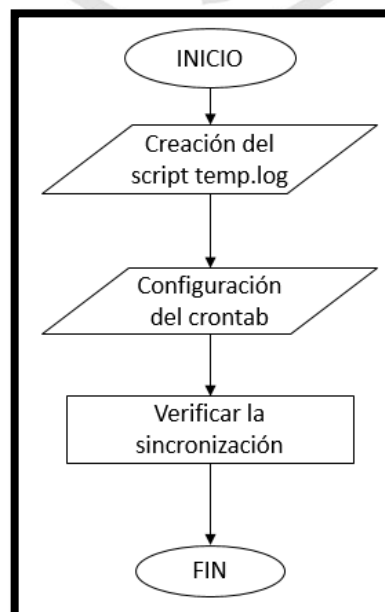 INICIO
Creación del
script temp.log
Configuración
del crontab
Verificar la
sincronización
FIN